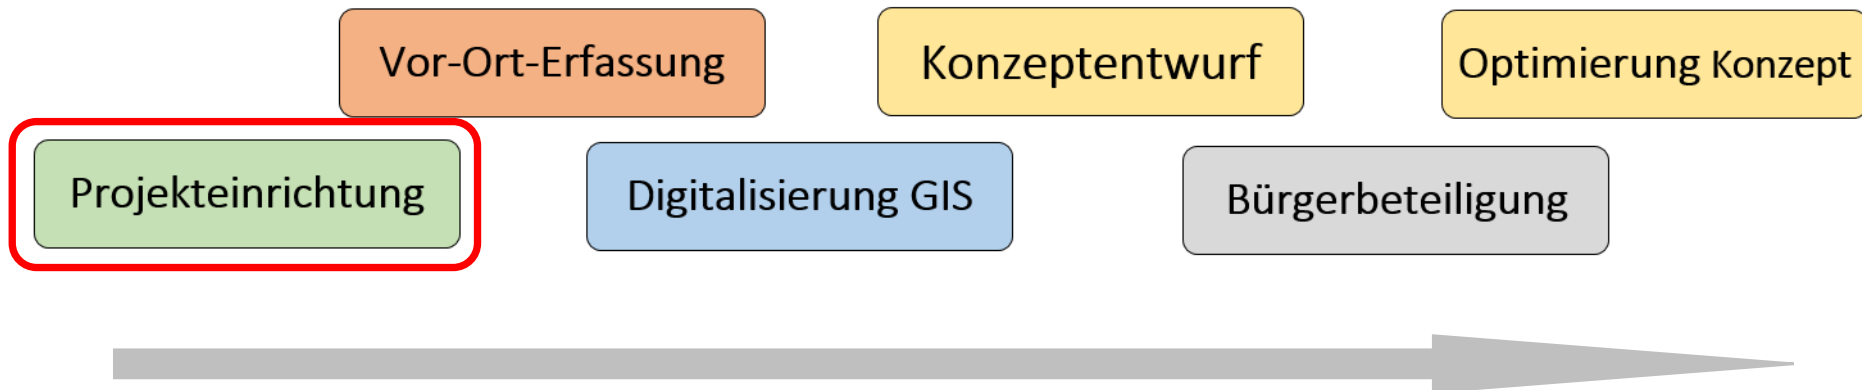 Vor-Ort-Erfassung
Konzeptentwurf
Optimierung Konzept
Projekteinrichtung
Digitalisierung GIS
Bürgerbeteiligung